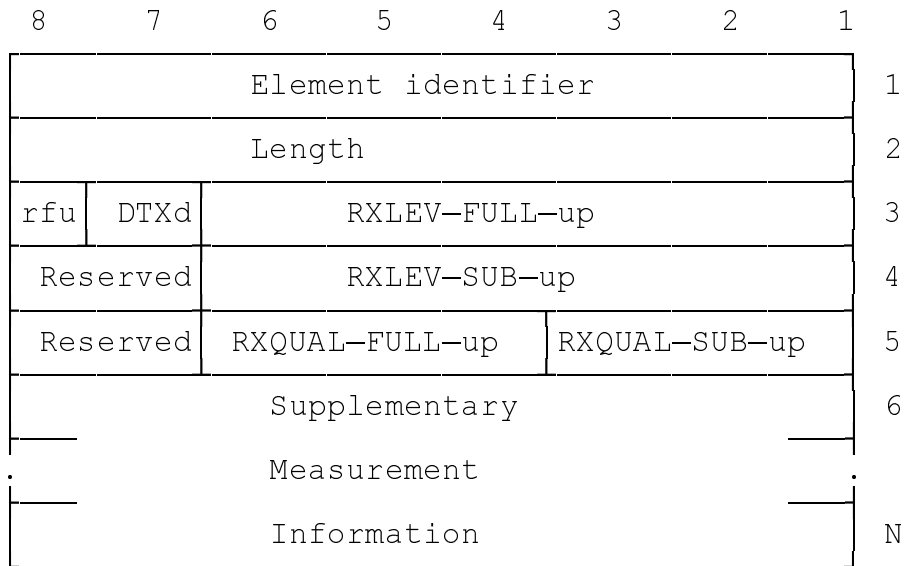 8 7 6 5 4 3 2 1
Element identifier 1
Length 2
rfu DTXd RXLEV—FULL—up 3
Reserved RXLEV—SUB—up 4
Reserved RXQUAL—FULL—up RXQUAL—SUB—up 5
Supplementary 6
. Measurement .
Information N